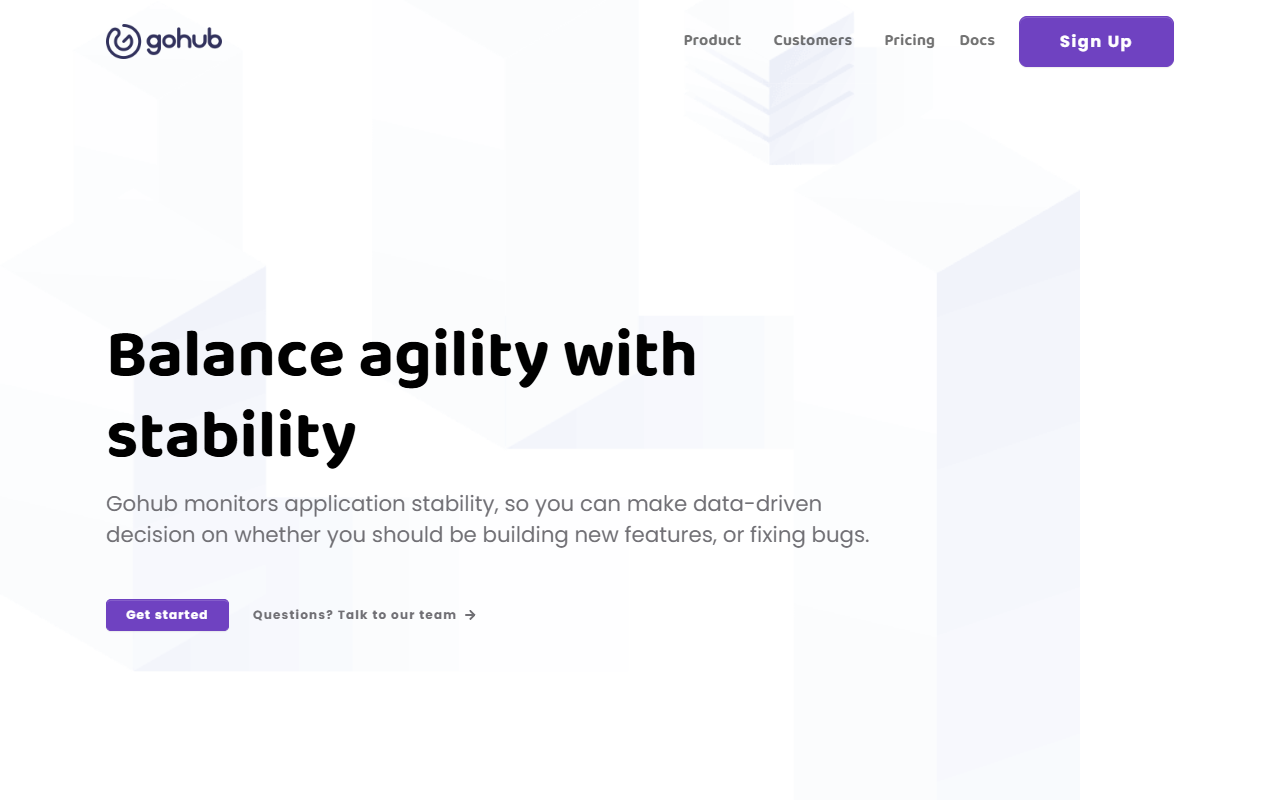 gohub
Product Customers Pricing Docs Sign Up
Balance agility with
stability
Gohub monitors application stability, so you can make data-driven
decision on whether you should be building new features, or fixing bugs.
Get started Questions? Talk to our team →